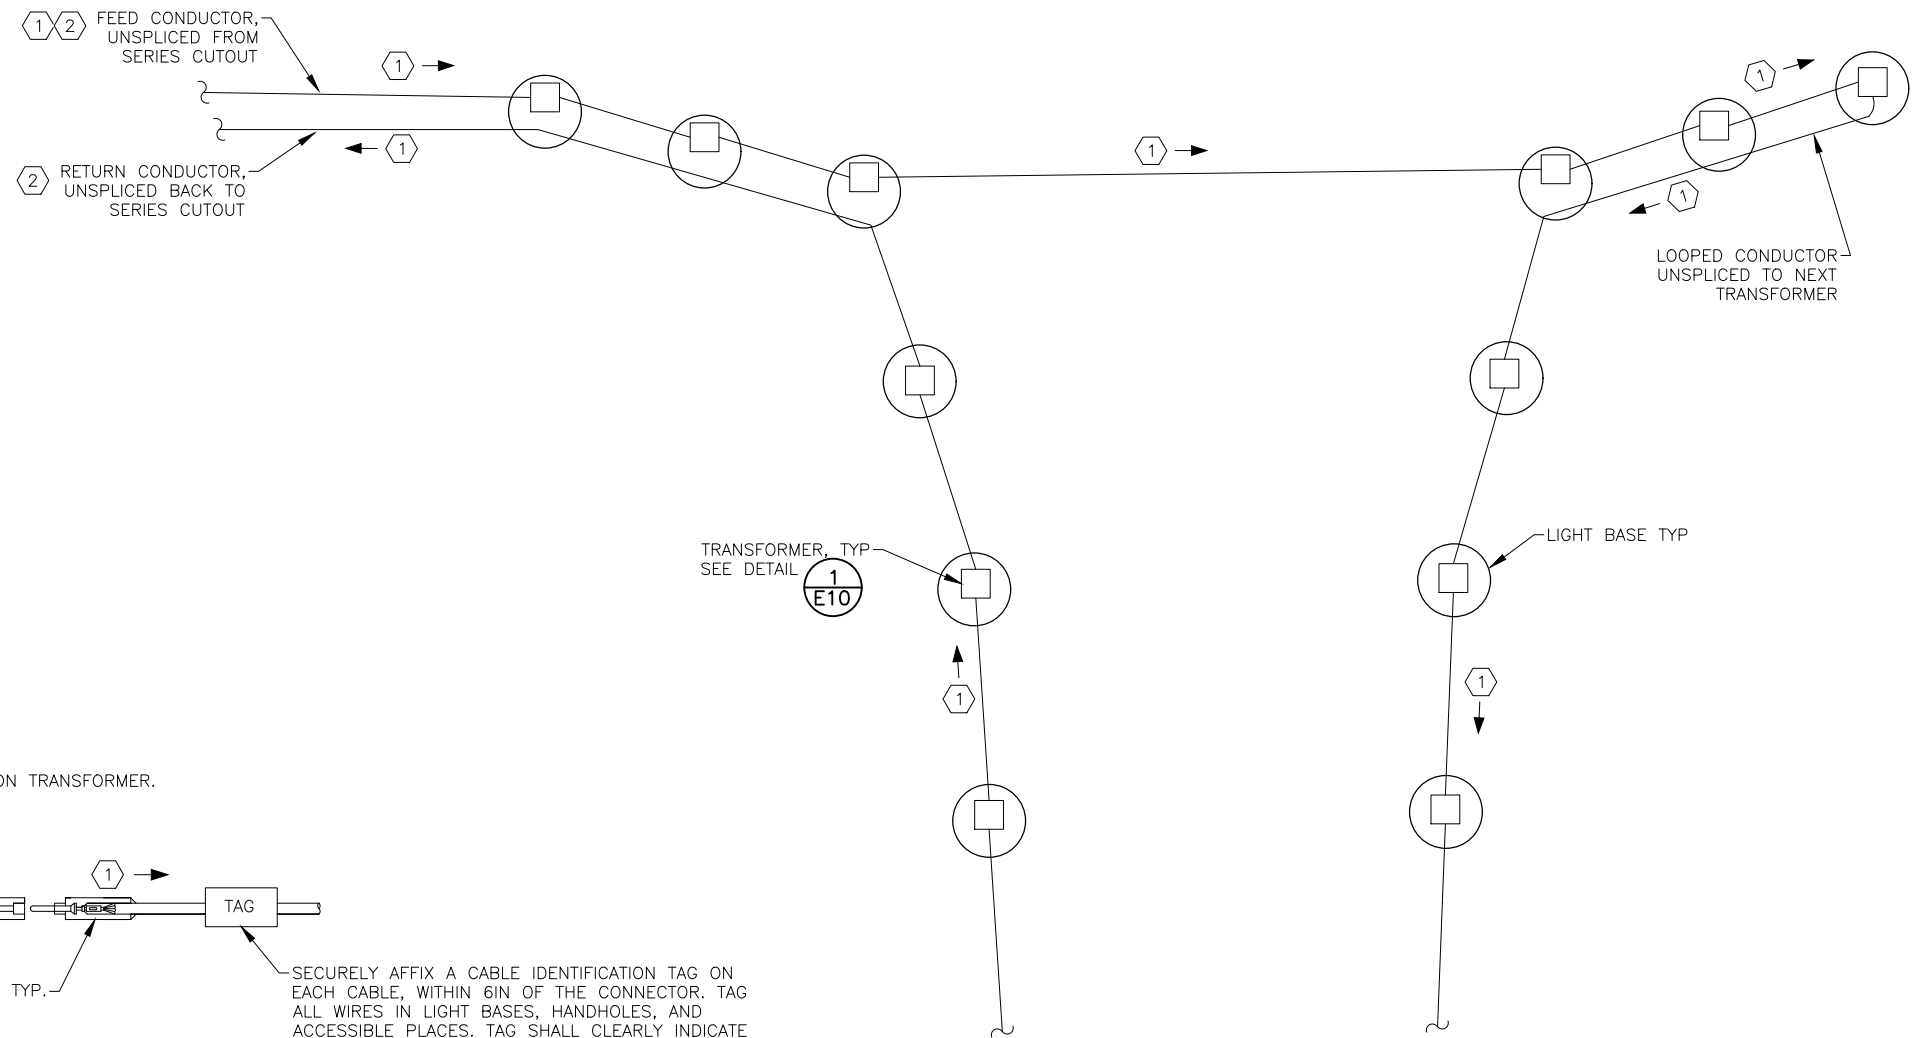 1 2 FEED CONDUCTOR,
UNSPLICED FROM
SERIES CUTOUT
1
1
2 RETURN CONDUCTOR,
UNSPLICED BACK TO
SERIES CUTOUT
1
1
1
LOOPED CONDUCTOR
UNSPLICED TO NEXT
TRANSFORMER
TRANSFORMER, TYP
SEE DETAIL
1
E10
LIGHT BASE TYP
1
1
ON TRANSFORMER.
1
TAG
TYP.
SECURELY AFFIX A CABLE IDENTIFICATION TAG ON
EACH CABLE, WITHIN 6IN OF THE CONNECTOR. TAG
ALL WIRES IN LIGHT BASES, HANDHOLES, AND
ACCESSIBLE PLACES. TAG SHALL CLEARLY INDICATE